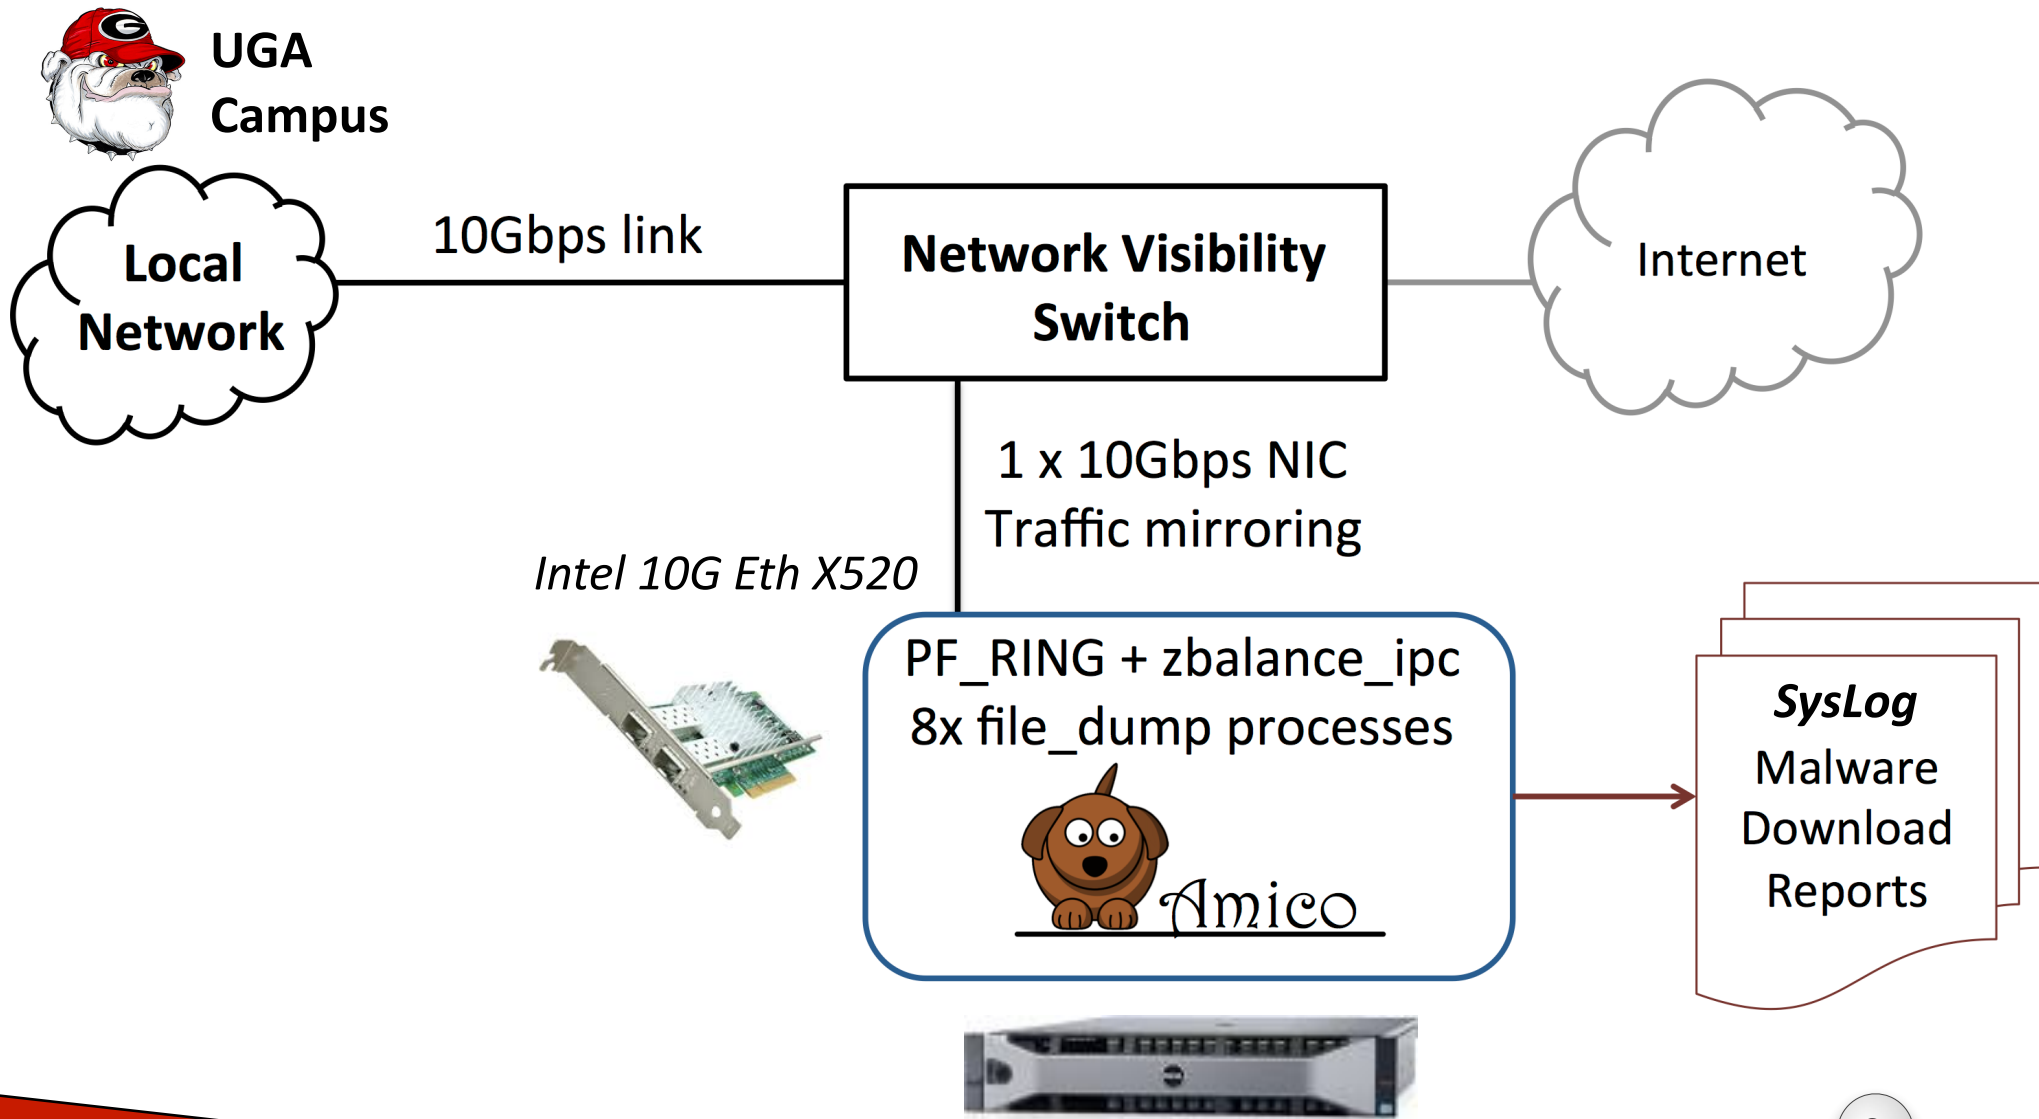 UGA
Campus
Local
Network
10Gbps link
Network Visibility
Switch
Internet
1 x 10Gbps NIC
Traffic mirroring
Intel 10G Eth X520
PF_RING + zbalance_ipc
8x file_dump processes
Amico
SysLog
Malware
Download
Reports
G